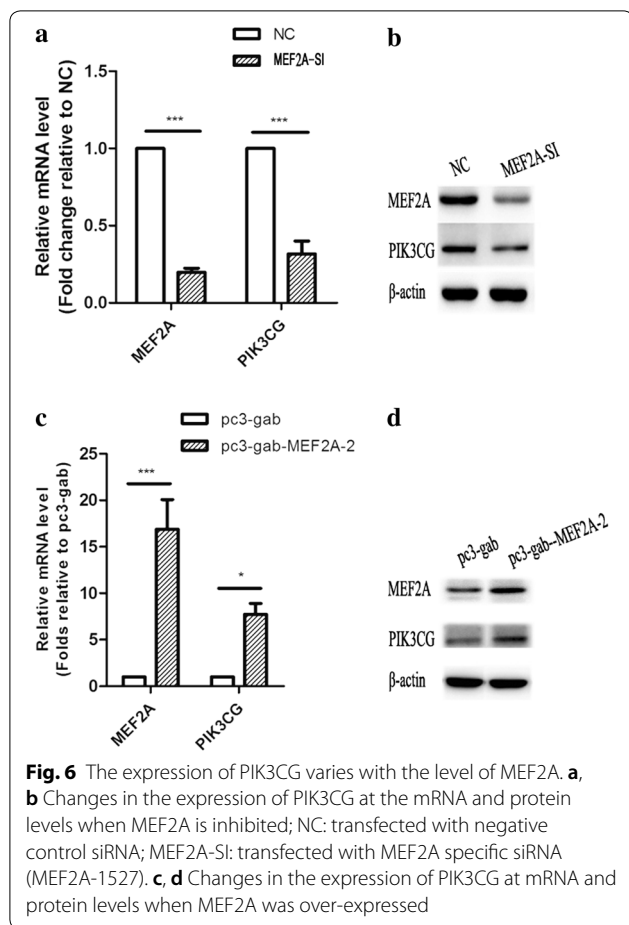 a
NC
MEF2A-SI
Relative mRNA level
(Fold change relative to NC)
1.5
1.0
0.5
0.0
***
***
MEF2A
PIK3CG
b
NC
MEF2A-SI
MEF2A
PIK3CG
β-actin
c
pc3-gab
pc3-gab-MEF2A-2
Relative mRNA level
(Folds relative to pc3-gab)
25
20
15
10
5
0
***
*
MEF2A
PIK3CG
d
pc3-gab
pc3-gab--MEF2A-2
MEF2A
PIK3CG
β-actin
Fig. 6 The expression of PIK3CG varies with the level of MEF2A. a,
b Changes in the expression of PIK3CG at the mRNA and protein
levels when MEF2A is inhibited; NC: transfected with negative
control siRNA; MEF2A-SI: transfected with MEF2A specific siRNA
(MEF2A-1527). c, d Changes in the expression of PIK3CG at mRNA and
protein levels when MEF2A was over-expressed